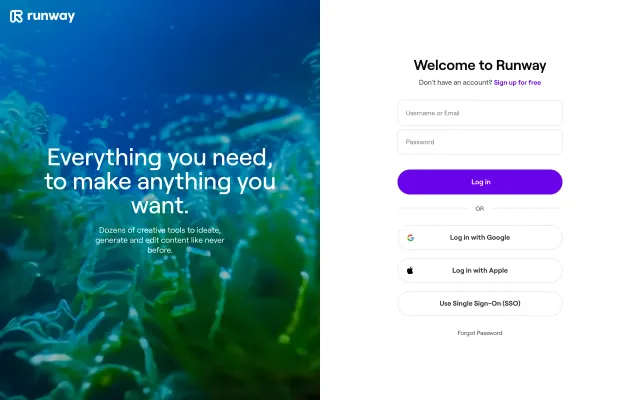 runway
Everything you need,
to make anything you
want.
Dozens of creative tools to ideate,
generate and edit content like never
before.
Welcome to Runway
Don't have an account? Sign up for free
Username or Email
Password
Log in
OR
Log in with Google
Log in with Apple
Use Single Sign-On (SSO)
Forgot Password